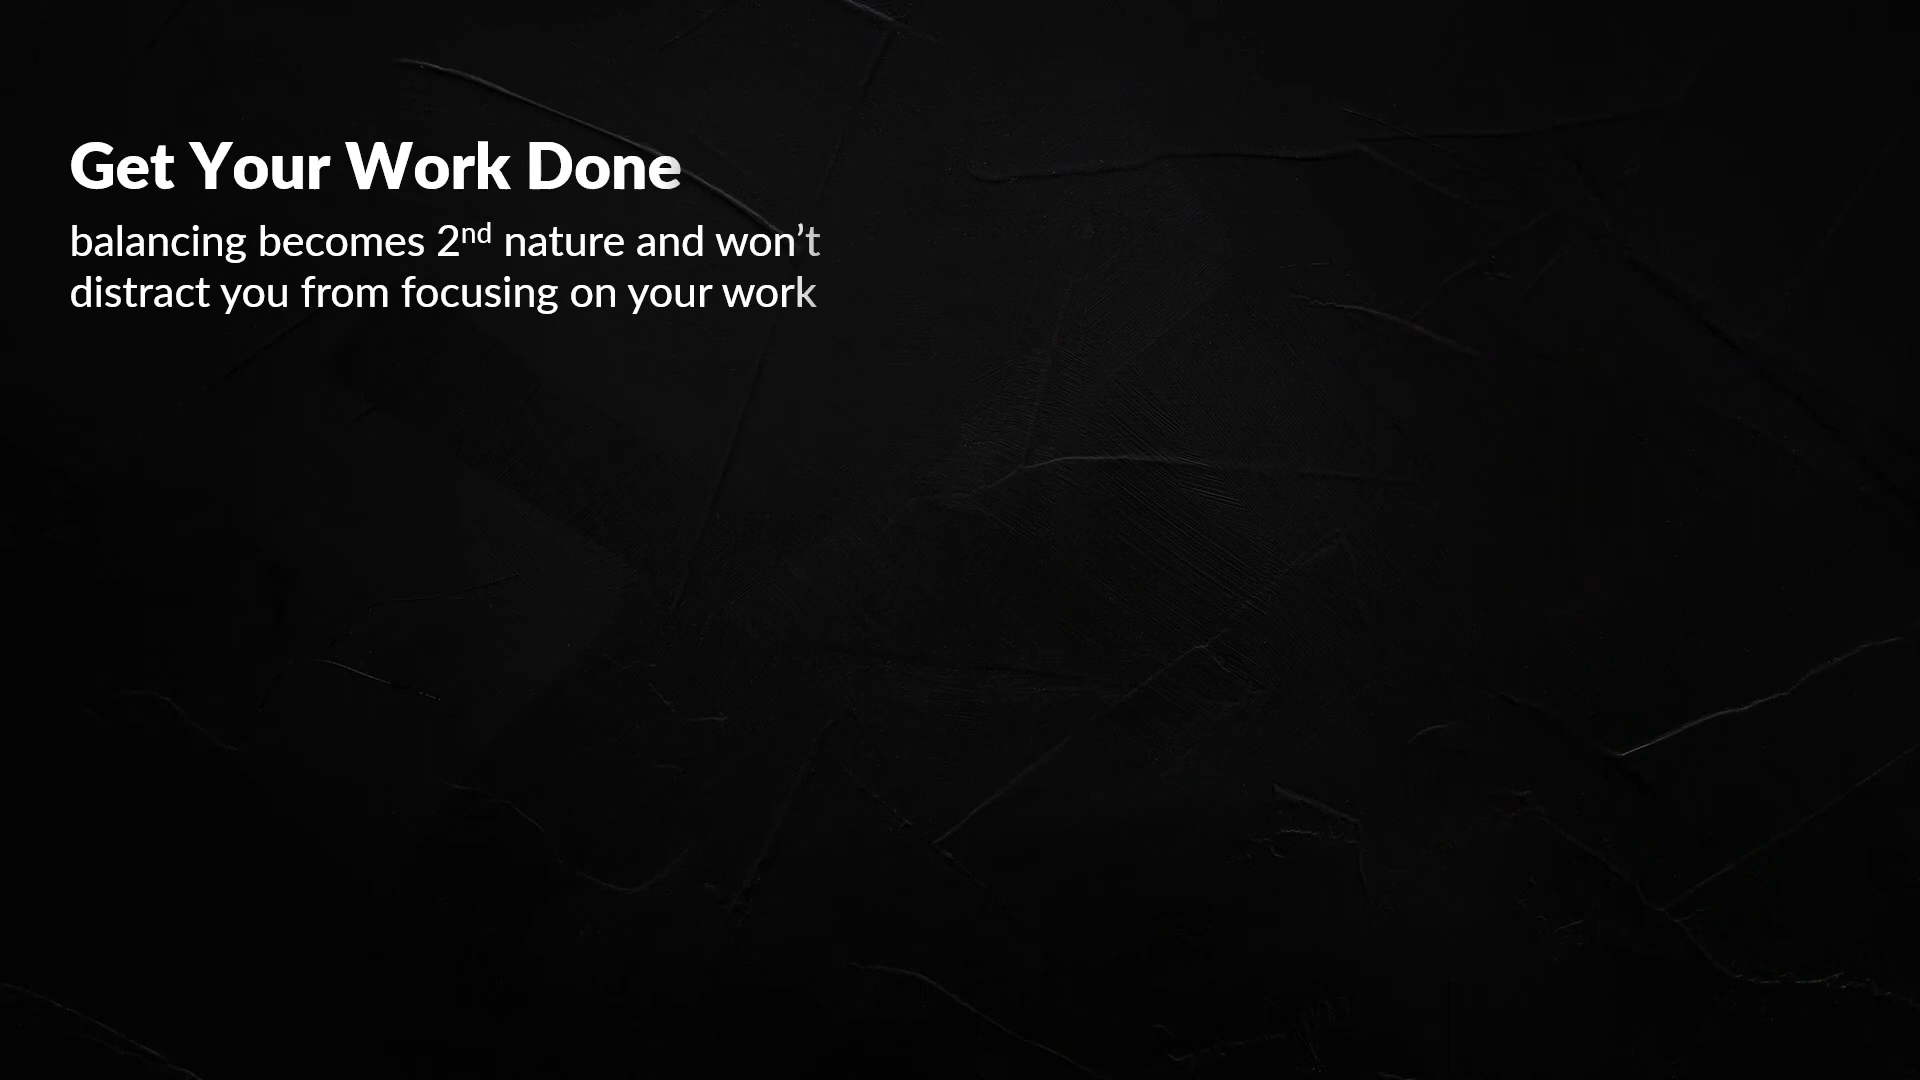 Get Your Work Done
balancing becomes 2nd nature and won’t
distract you from focusing on your work